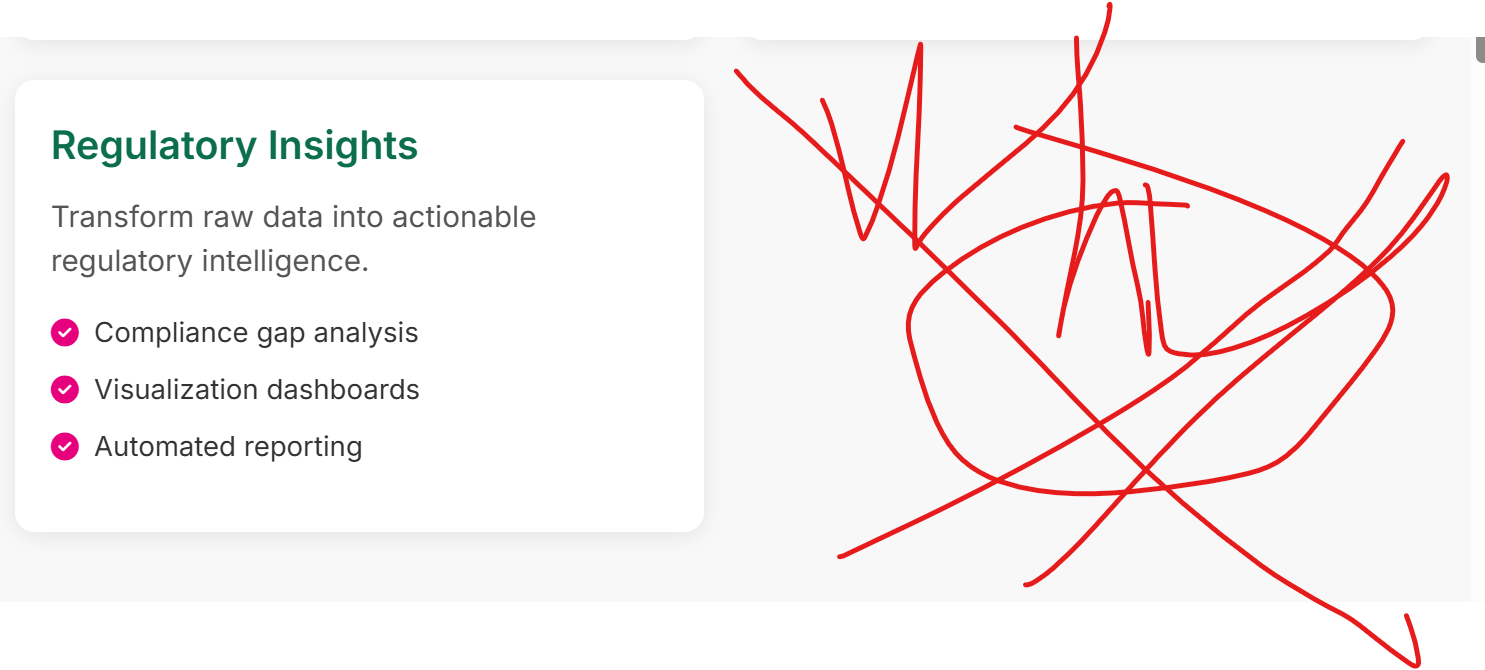 Regulatory Insights
Transform raw data into actionable
regulatory intelligence.
Compliance gap analysis
Visualization dashboards
Automated reporting